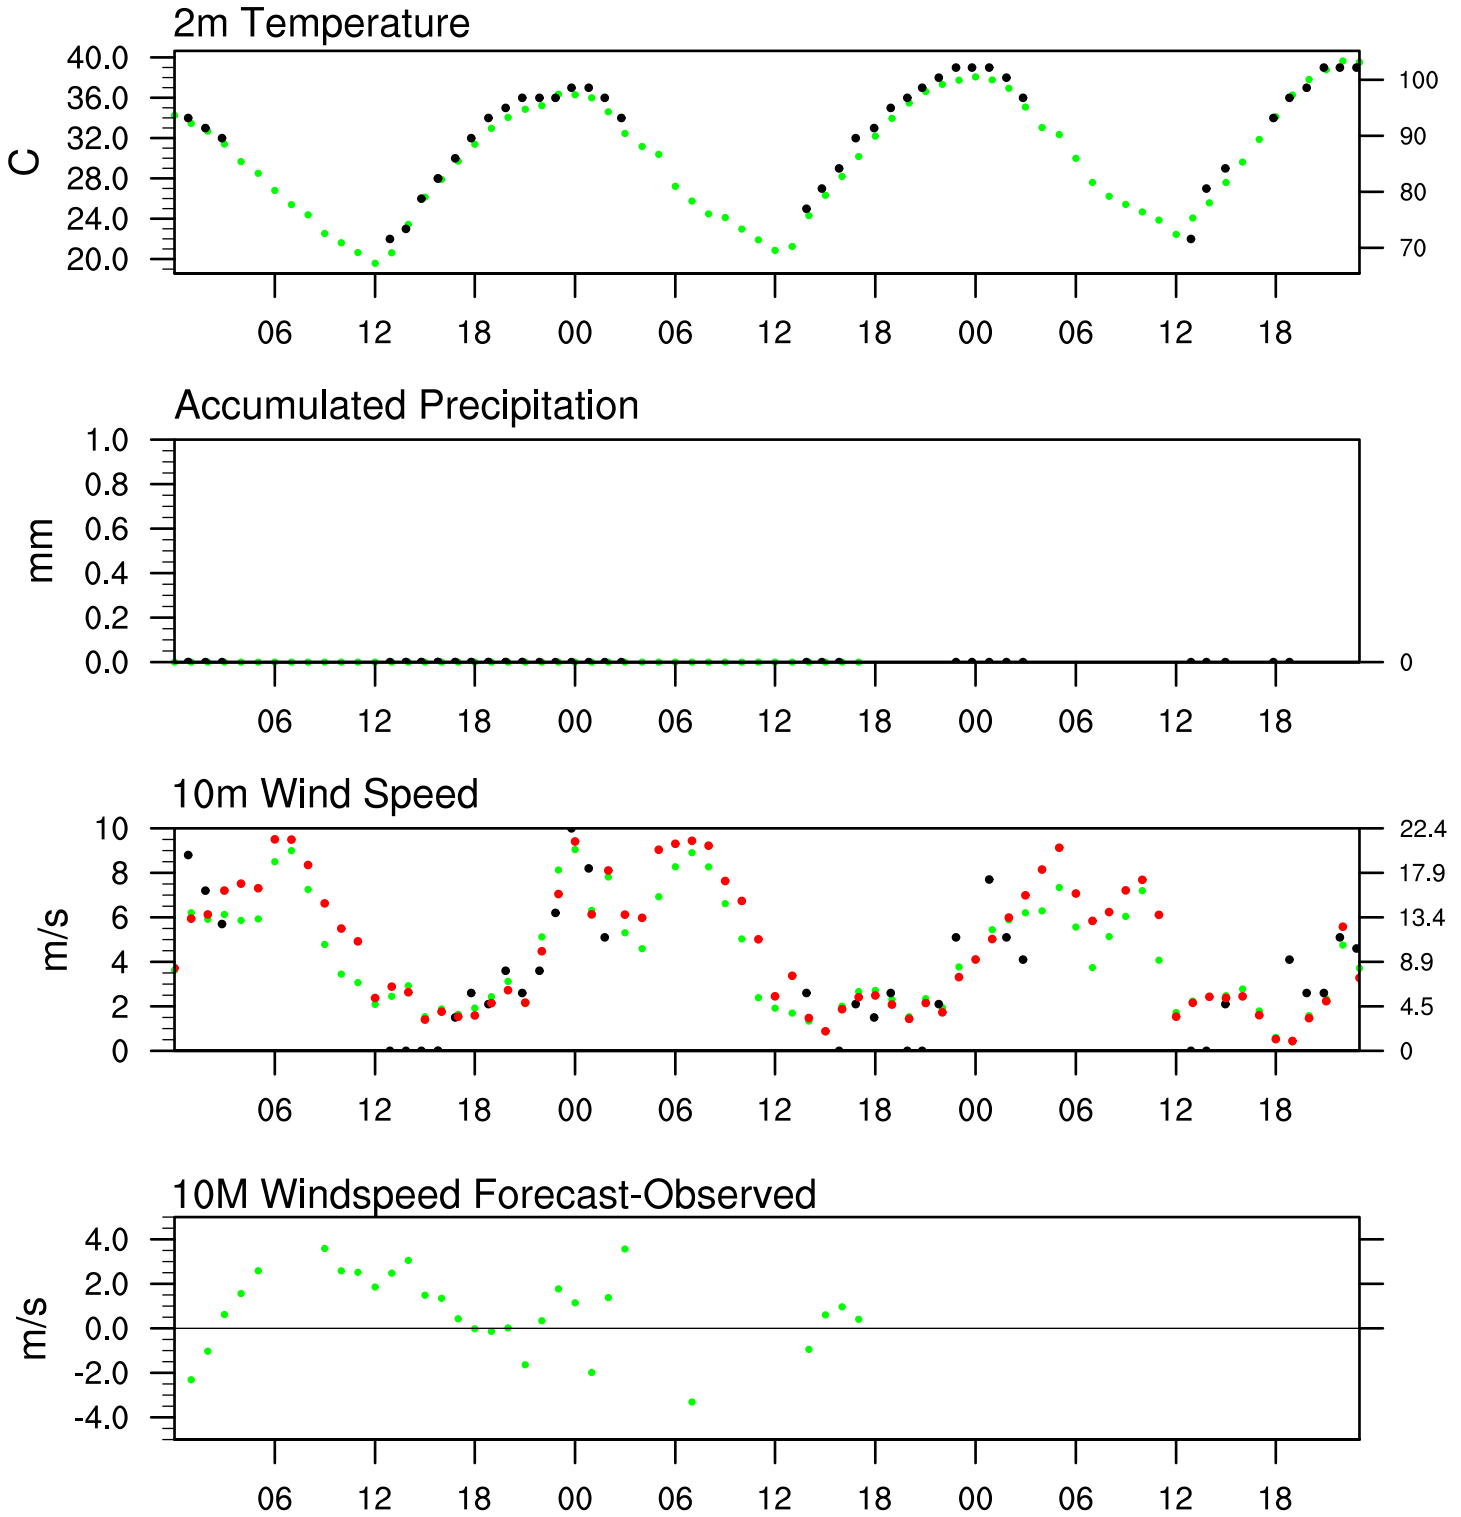 2m Temperature
40.0
36.0
32.0
28.0
24.0
20.0
C
100
90
80
70
06 12 18 00 06 12 18 00 06 12 18
Accumulated Precipitation
1.0
0.8
0.6
0.4
0.2
0.0
mm
0
06 12 18 00 06 12 18 00 06 12 18
10m Wind Speed
10
8
6
4
2
0
m/s
22.4
17.9
13.4
8.9
4.5
0
06 12 18 00 06 12 18 00 06 12 18
10M Windspeed Forecast-Observed
4.0
2.0
0.0
-2.0
-4.0
m/s
06 12 18 00 06 12 18 00 06 12 18